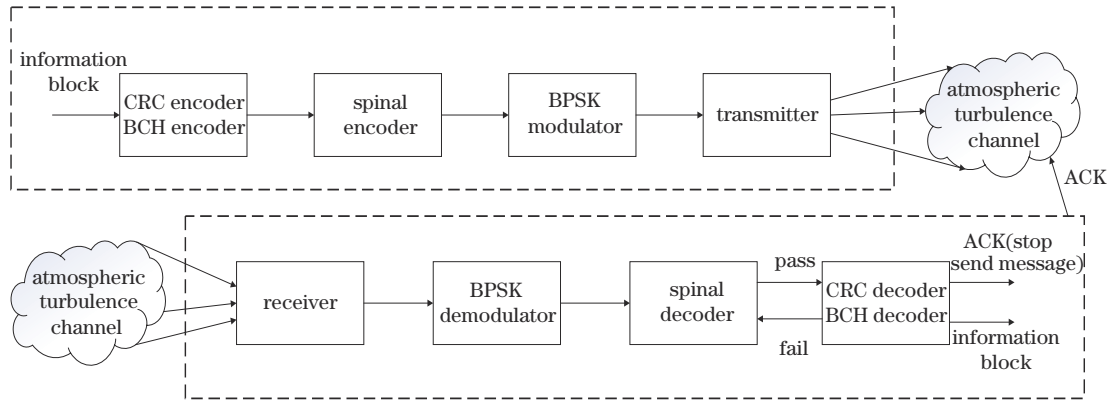 information
block
CRC encoder
BCH encoder
spinal
encoder
BPSK
modulator
transmitter
atmospheric
turbulence
channel
ACK
atmospheric
turbulence
channel
receiver
BPSK
demodulator
spinal
decoder
pass
fail
CRC decoder
BCH decoder
ACK(stop
send message)
information
block